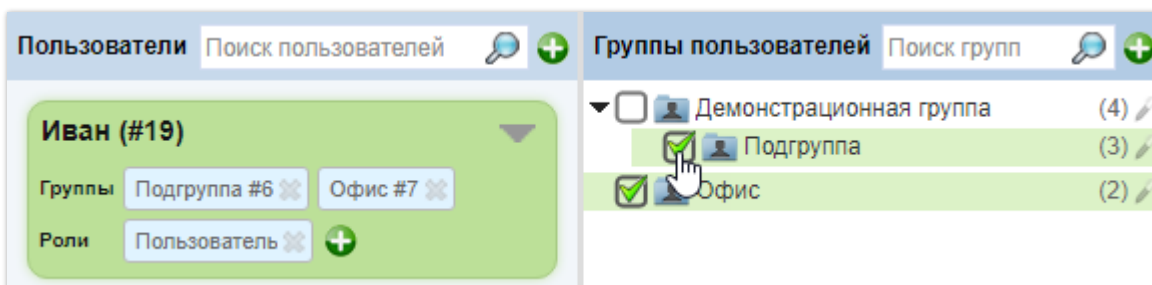 Пользователи Поиск пользователей
Иван (#19)
Группы Подгруппа #6 Офис #7
Роли Пользователь
Группы пользователей Поиск групп
Демонстрационная группа (4)
Подгруппа (3)
Офис (2)